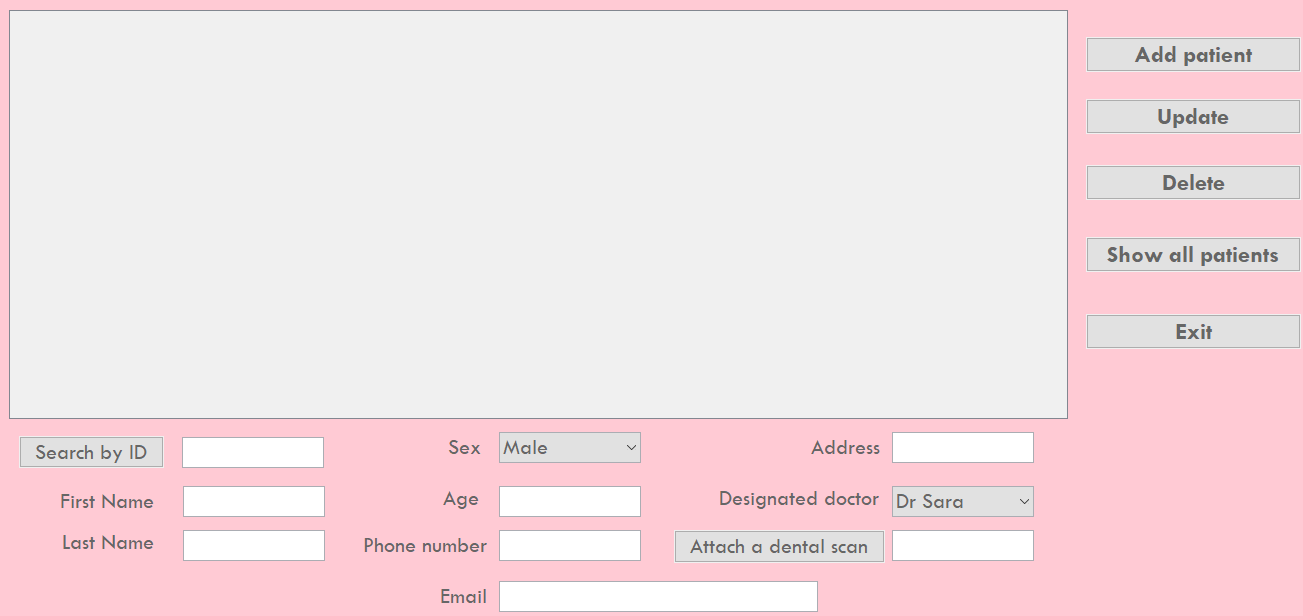 Add patient
Update
Delete
Show all patients
Exit
Search by ID
Sex
Male
Address
First Name
Age
Designated doctor
Dr Sara
Last Name
Phone number
Attach a dental scan
Email